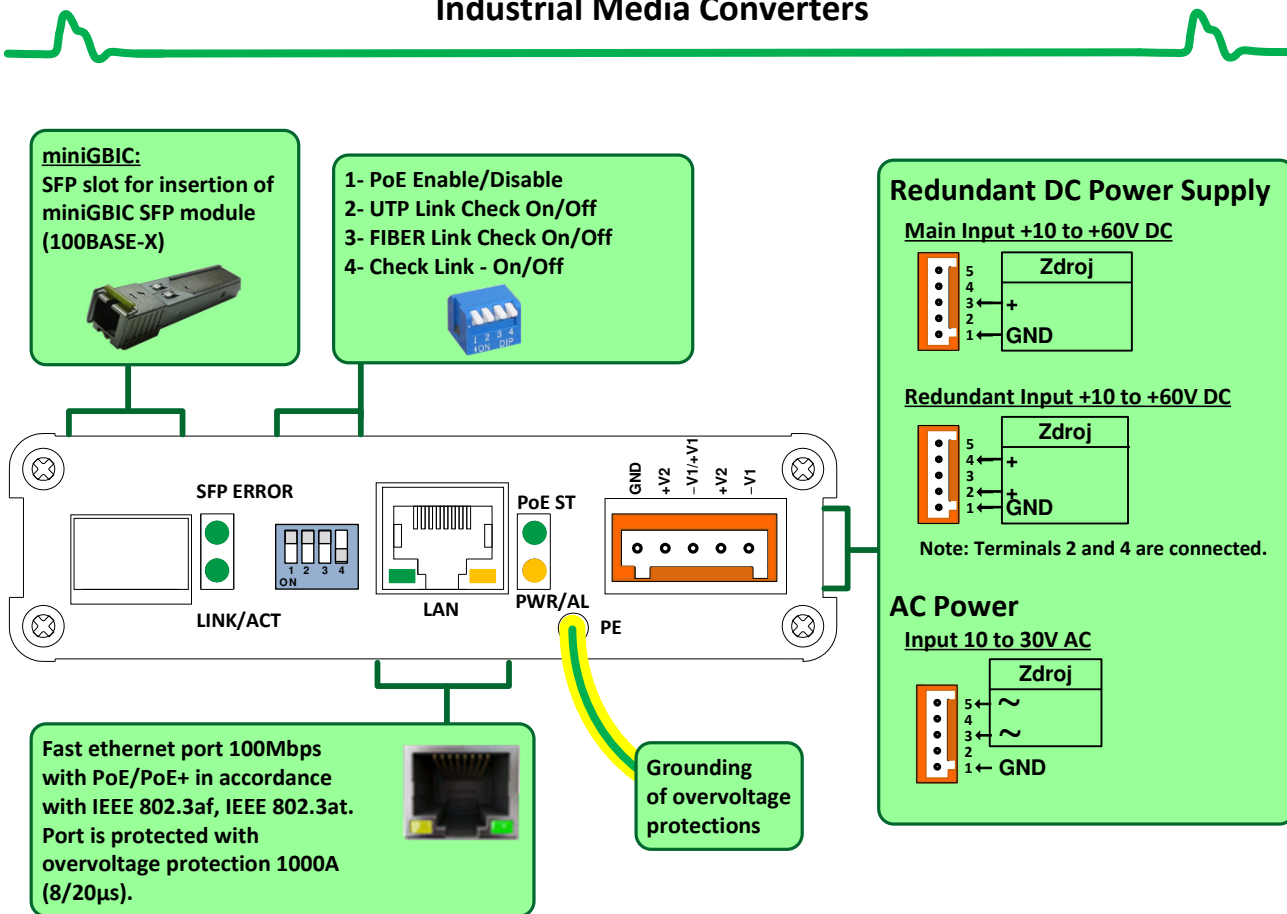 Industrial Media Converters
miniGBIC:
SFP slot for insertion of
miniGBIC SFP module
(100BASE-X)
1- PoE Enable/Disable
2- UTP Link Check On/Off
3- FIBER Link Check On/Off
4- Check Link - On/Off
1 2 3 4
↓ON DIP
Redundant DC Power Supply
Main Input +10 to +60V DC
Zdroj
5
4
3 +
2
1 GND
Redundant Input +10 to +60V DC
Zdroj
5
4 +
3
2 +
1 GND
Note: Terminals 2 and 4 are connected.
AC Power
Input 10 to 30V AC
Zdroj
5 ~
4
3 ~
2
1 GND
SFP ERROR
LINK/ACT
1 2 3 4
ON
LAN
PoE ST
PWR/AL
PE
GND
+V2
−V1/+V1
+V2
−V1
Fast ethernet port 100Mbps
with PoE/PoE+ in accordance
with IEEE 802.3af, IEEE 802.3at.
Port is protected with
overvoltage protection 1000A
(8/20µs).
Grounding
of overvoltage
protections